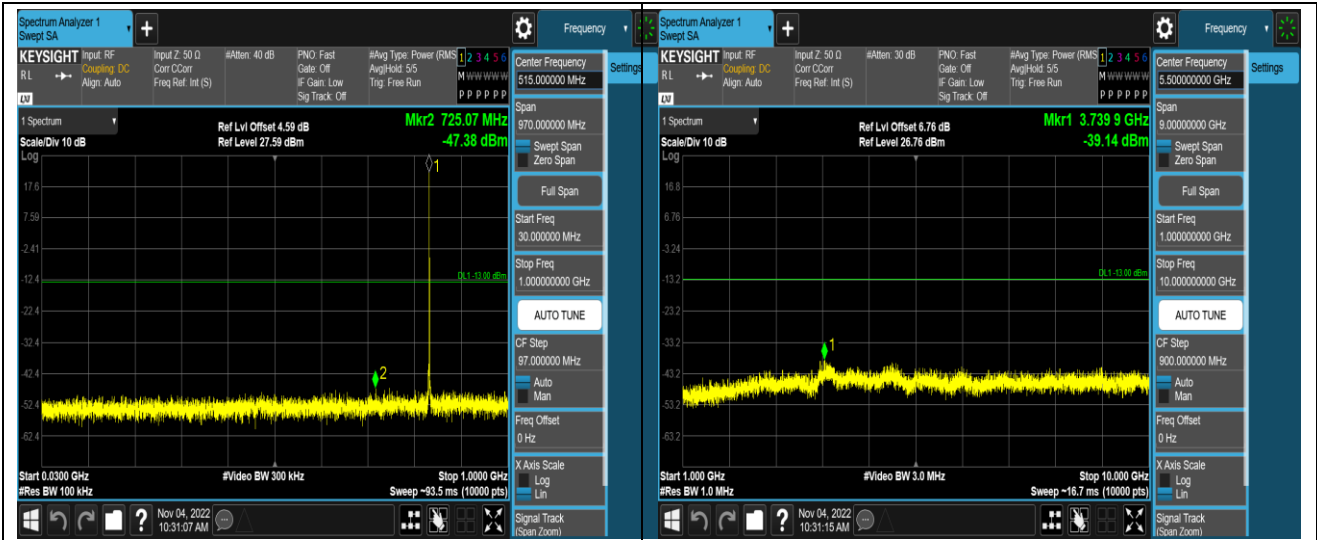 Spectrum Analyzer 1
Swept SA
+
Frequency
KEYSIGHT
RL
LXI
Input: RF
Coupling: DC
Align: Auto
Input Z: 50 Ω
Corr CCorr
Freq Ref: Int (S)
#Atten: 40 dB
PNO: Fast
Gate: Off
IF Gain: Low
Sig Track: Off
#Avg Type: Power (RMS
Avg|Hold: 5/5
Trig: Free Run
1 2 3 4 5 6
M W W W W W
P P P P P P
Center Frequency
515.000000 MHz
Settings
Span
970.000000 MHz
Swept Span
Zero Span
Full Span
Start Freq
30.000000 MHz
Stop Freq
1.000000000 GHz
AUTO TUNE
CF Step
97.000000 MHz
Auto
Man
Freq Offset
0 Hz
X Axis Scale
Log
Lin
Signal Track
(Span Zoom)
1 Spectrum
Scale/Div 10 dB
Log
Ref Lvl Offset 4.59 dB
Ref Level 27.59 dBm
Mkr2 725.07 MHz
-47.38 dBm
1
17.6
7.59
-2.41
DL1 -13.00 dBm
-12.4
-22.4
-32.4
-42.4
2
-52.4
-62.4
Start 0.0300 GHz
#Res BW 100 kHz
#Video BW 300 kHz
Stop 1.0000 GHz
Sweep ~93.5 ms (10000 pts)
?
Nov 04, 2022
10:31:07 AM
Spectrum Analyzer 1
Swept SA
+
Frequency
KEYSIGHT
RL
LXI
Input: RF
Coupling: DC
Align: Auto
Input Z: 50 Ω
Corr CCorr
Freq Ref: Int (S)
#Atten: 30 dB
PNO: Fast
Gate: Off
IF Gain: Low
Sig Track: Off
#Avg Type: Power (RMS
Avg|Hold: 5/5
Trig: Free Run
1 2 3 4 5 6
M W W W W W
P P P P P P
Center Frequency
5.500000000 GHz
Settings
Span
9.00000000 GHz
Swept Span
Zero Span
Full Span
Start Freq
1.000000000 GHz
Stop Freq
10.000000000 GHz
AUTO TUNE
CF Step
900.000000 MHz
Auto
Man
Freq Offset
0 Hz
X Axis Scale
Log
Lin
Signal Track
(Span Zoom)
1 Spectrum
Scale/Div 10 dB
Log
Ref Lvl Offset 6.76 dB
Ref Level 26.76 dBm
Mkr1 3.739 9 GHz
-39.14 dBm
16.8
6.76
-3.24
DL1 -13.00 dBm
-13.2
-23.2
-33.2
1
-43.2
-53.2
-63.2
Start 1.000 GHz
#Res BW 1.0 MHz
#Video BW 3.0 MHz
Stop 10.000 GHz
Sweep ~16.7 ms (10000 pts)
?
Nov 04, 2022
10:31:15 AM